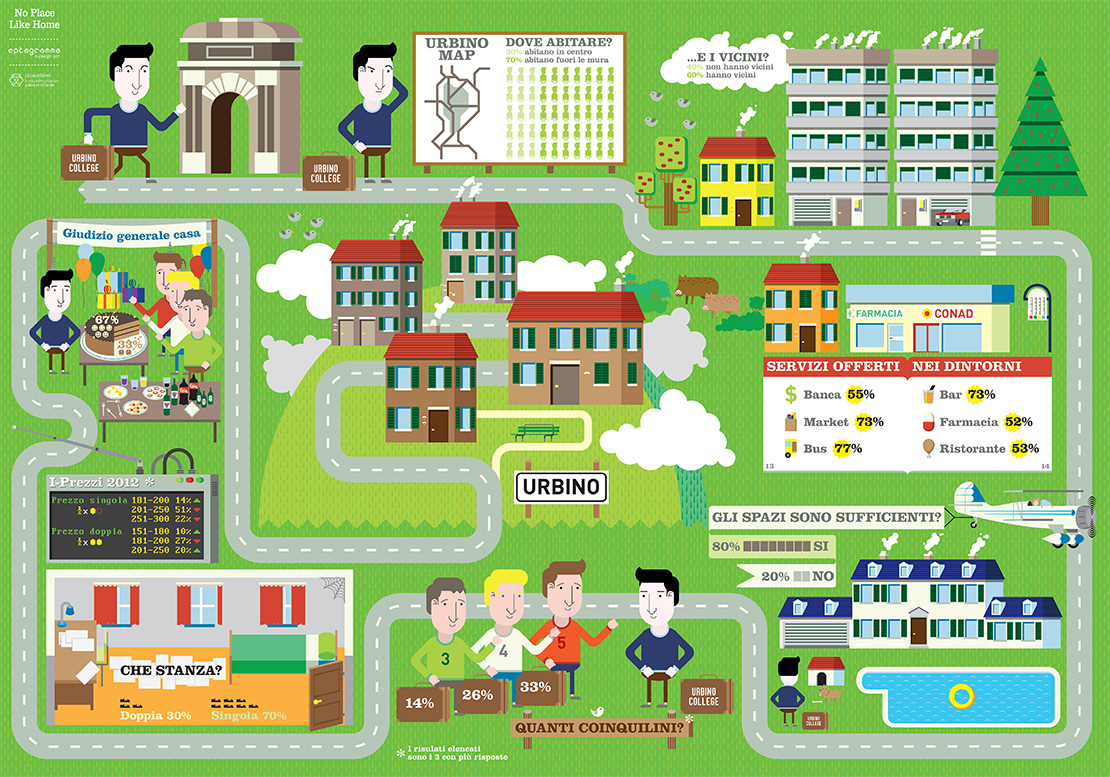 No Place
Like Home
eptagramma
URBINO
COLLEGE
URBINO
COLLEGE
URBINO
MAP
DOVE ABITARE?
30% abitano in centro
70% abitano fuori le mura
...E I VICINI?
40% non hanno vicini
60% hanno vicini
Giudizio generale casa
67%
33%
FARMACIA
CONAD
SERVIZI OFFERTI
NEI DINTORNI
Banca 55%
Bar 73%
Market 73%
Farmacia 52%
Bus 77%
Ristorante 53%
13
14
URBINO
I-Prezzi 2012 *
Prezzo singola 181-200 14%
1 x 201-250 51%
251-300 22%
Prezzo doppia 151-180 10%
1 x 181-200 27%
201-250 20%
GLI SPAZI SONO SUFFICIENTI?
80% SI
20% NO
CHE STANZA?
Doppia 30%
Singola 70%
3
4
5
14%
26%
33%
URBINO
COLLEGE
QUANTI COINQUILINI? *
* I risulati elencati
sono i 3 con più risposte
URBINO
COLLEGE